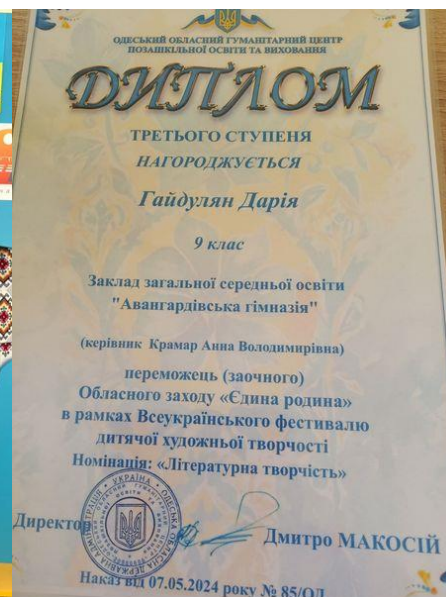 ОДЕСЬКИЙ ОБЛАСНИЙ ГУМАНІТАРНИЙ ЦЕНТР
ПОЗАШКІЛЬНОЇ ОСВІТИ ТА ВИХОВАННЯ
ДИПЛОМ
ТРЕТЬОГО СТУПЕНЯ
НАГОРОДЖУЄТЬСЯ
Гайдулян Дарія
9 клас
Заклад загальної середньої освіти
"Авангардівська гімназія"
(керівник Крамар Анна Володимирівна)
переможець (заочного)
Обласного заходу «Єдина родина»
в рамках Всеукраїнського фестивалю
дитячої художньої творчості
Номінація: «Літературна творчість»
Директор
Дмитро МАКОСІЙ
УКРАЇНА
Наказ від 07.05.2024 року № 85/ОД